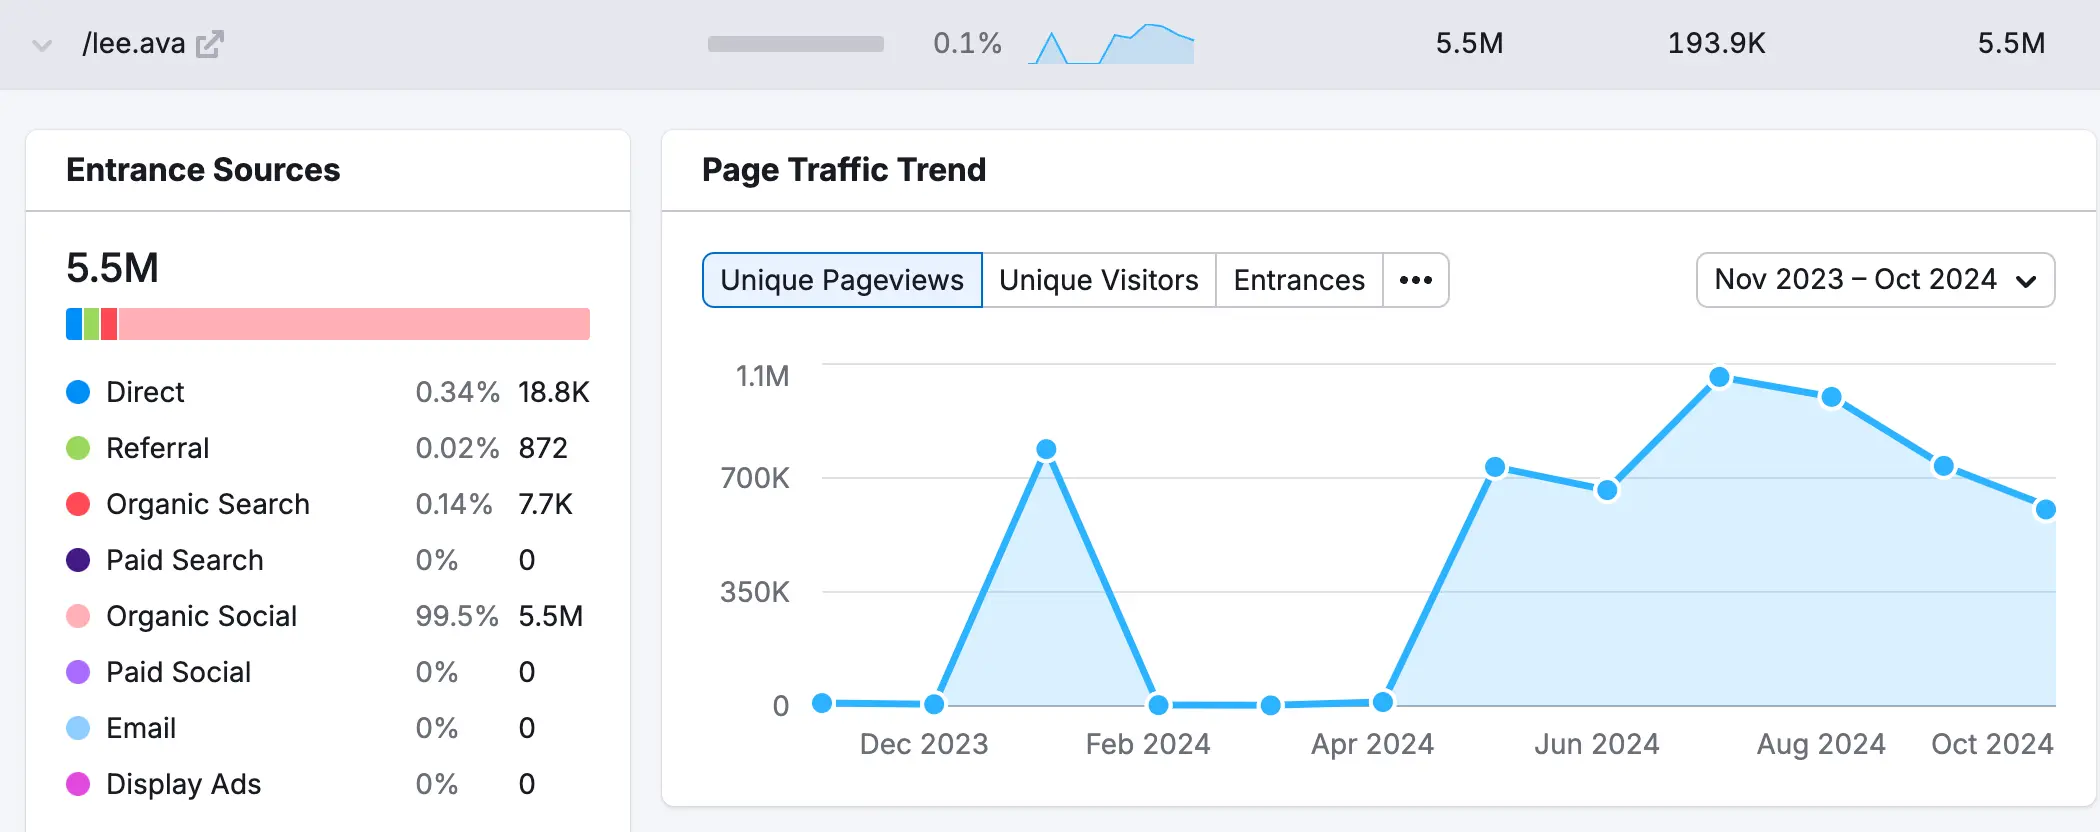 /lee.ava 0.1% 5.5M 193.9K 5.5M
Entrance Sources
5.5M
Direct 0.34% 18.8K
Referral 0.02% 872
Organic Search 0.14% 7.7K
Paid Search 0% 0
Organic Social 99.5% 5.5M
Paid Social 0% 0
Email 0% 0
Display Ads 0% 0
Page Traffic Trend
Unique Pageviews Unique Visitors Entrances Nov 2023 – Oct 2024
1.1M
700K
350K
0
Dec 2023 Feb 2024 Apr 2024 Jun 2024 Aug 2024 Oct 2024